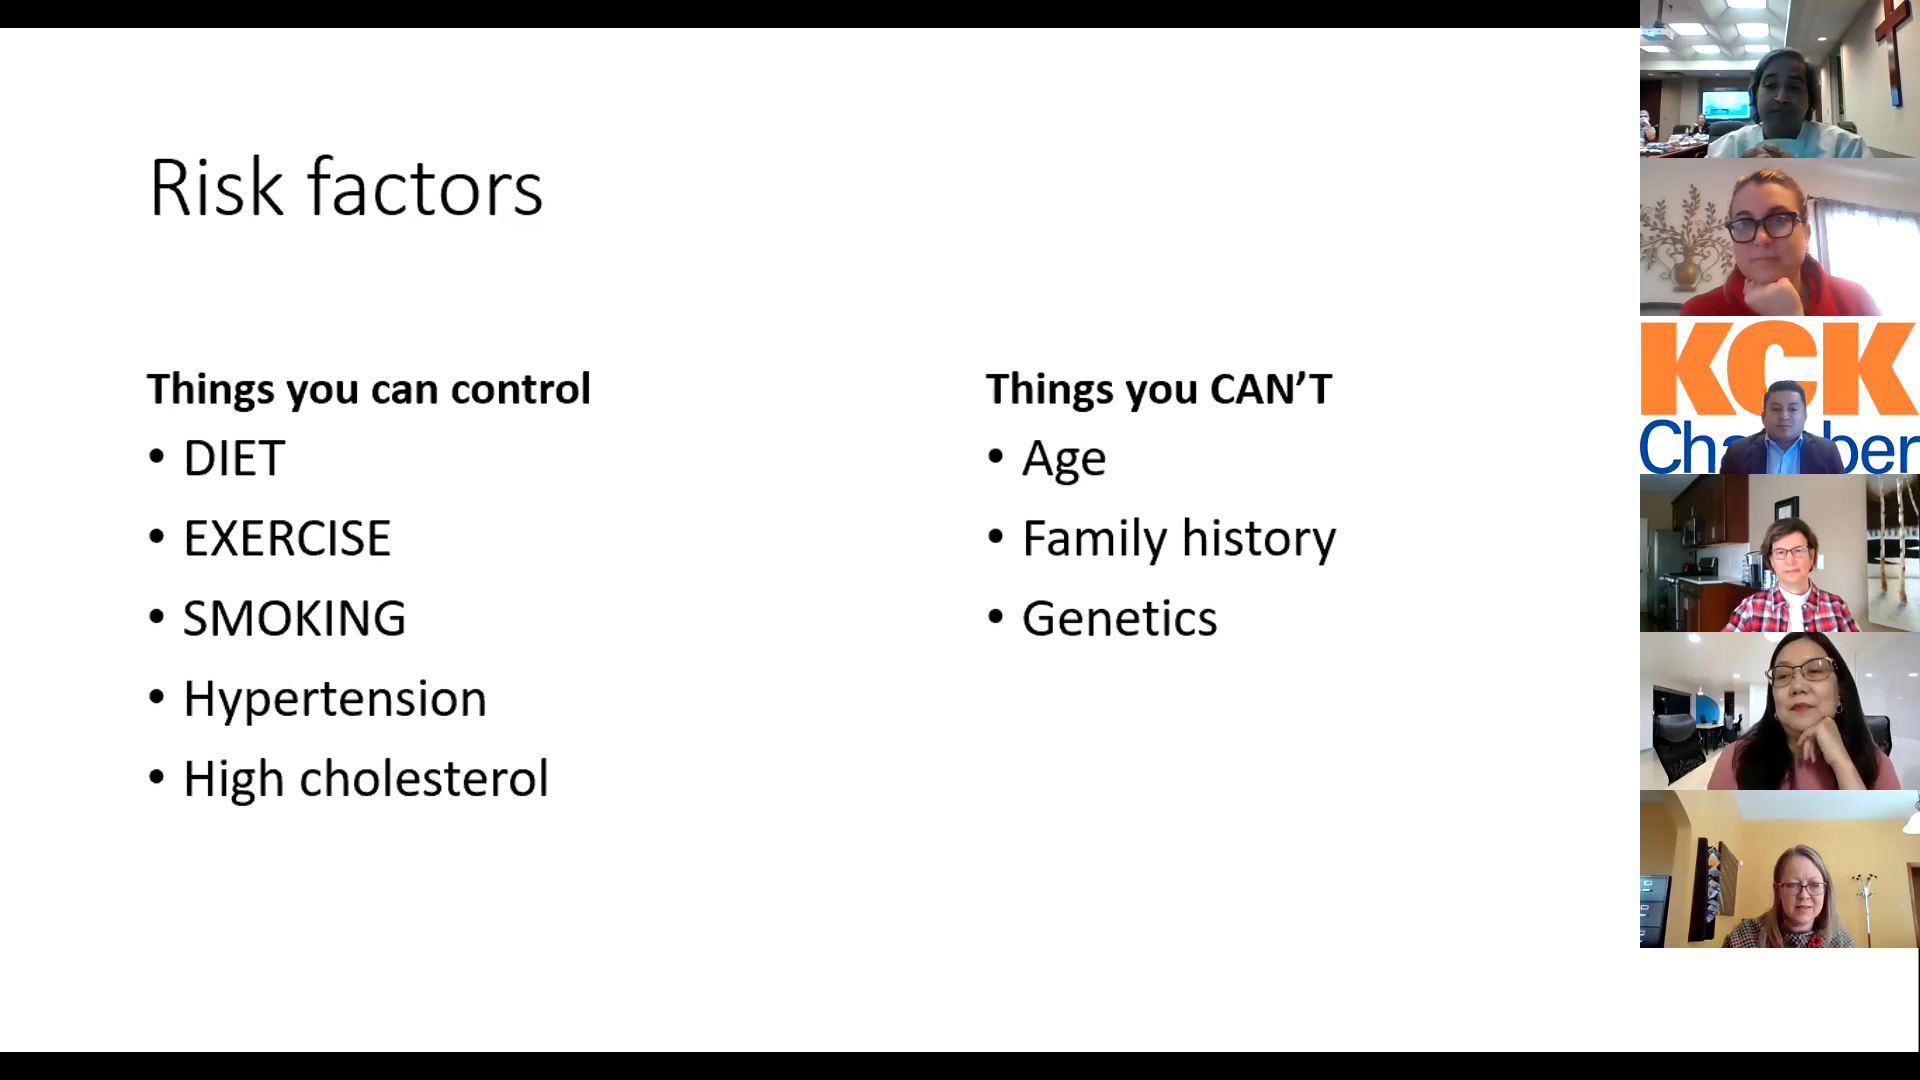 Risk factors
Things you can control
• DIET
• EXERCISE
• SMOKING
• Hypertension
• High cholesterol
Things you CAN’T
• Age
• Family history
• Genetics
KCK